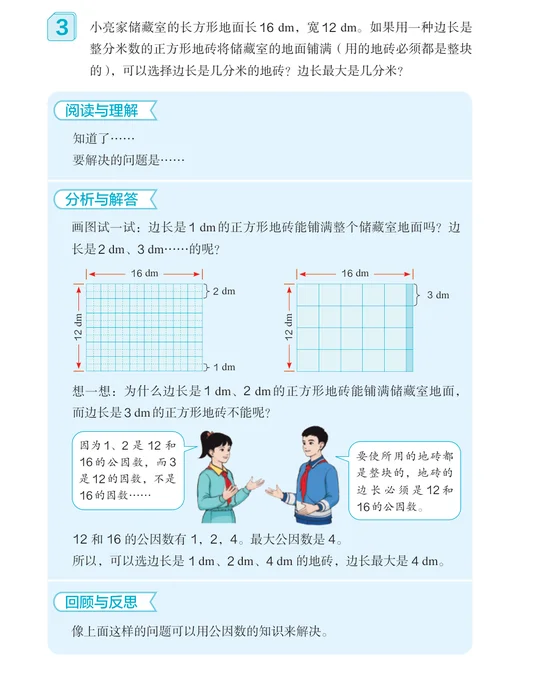 3
小亮家储藏室的长方形地面长 16 dm，宽 12 dm。如果用一种边长是
整分米数的正方形地砖将储藏室的地面铺满（用的地砖必须都是整块
的），可以选择边长是几分米的地砖？边长最大是几分米？
阅读与理解
知道了……
要解决的问题是……
分析与解答
画图试一试：边长是 1 dm 的正方形地砖能铺满整个储藏室地面吗？边
长是 2 dm、3 dm……的呢？
16 dm
2 dm
12 dm
1 dm
16 dm
3 dm
12 dm
想一想：为什么边长是 1 dm、2 dm 的正方形地砖能铺满储藏室地面，
而边长是 3 dm 的正方形地砖不能呢？
因为 1、2 是 12 和
16 的公因数，而 3
是 12 的因数，不是
16 的因数……
要使所用的地砖都
是整块的，地砖的
边长必须是 12 和
16 的公因数。
12 和 16 的公因数有 1，2，4。最大公因数是 4。
所以，可以选边长是 1 dm、2 dm、4 dm 的地砖，边长最大是 4 dm。
回顾与反思
像上面这样的问题可以用公因数的知识来解决。